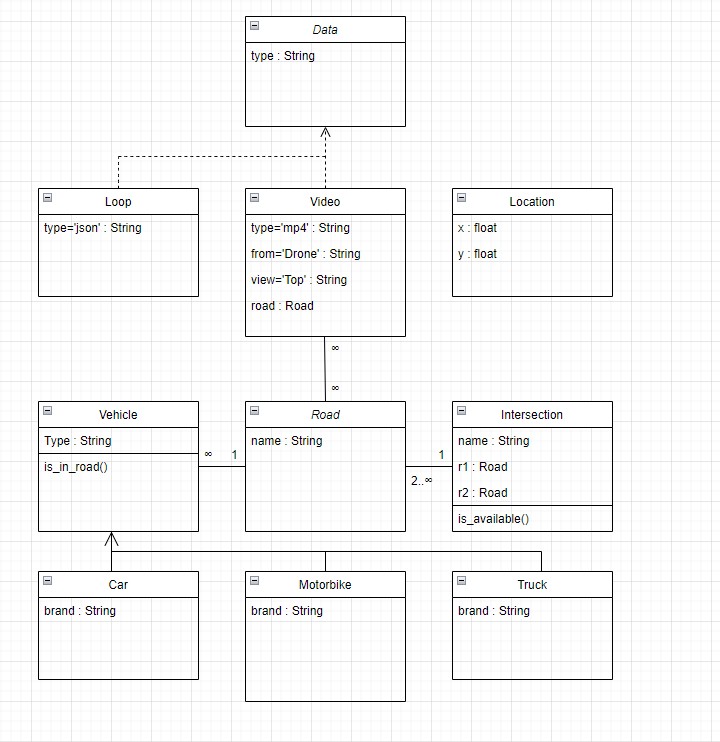 Data
type : String
Loop
type='json' : String
Video
type='mp4' : String
from='Drone' : String
view='Top' : String
road : Road
Location
x : float
y : float
∞
∞
Vehicle
Type : String
is_in_road()
∞
1
Road
name : String
1
2..∞
Intersection
name : String
r1 : Road
r2 : Road
is_available()
Car
brand : String
Motorbike
brand : String
Truck
brand : String